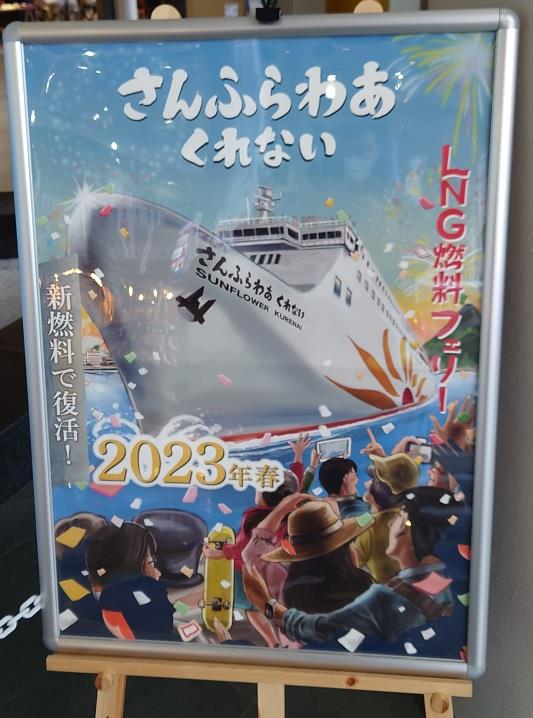 さんふらわあ
くれない
LNG燃料フェリー
さんふらわあ くれない
SUNFLOWER KURENAI
新燃料で復活！
2023年春